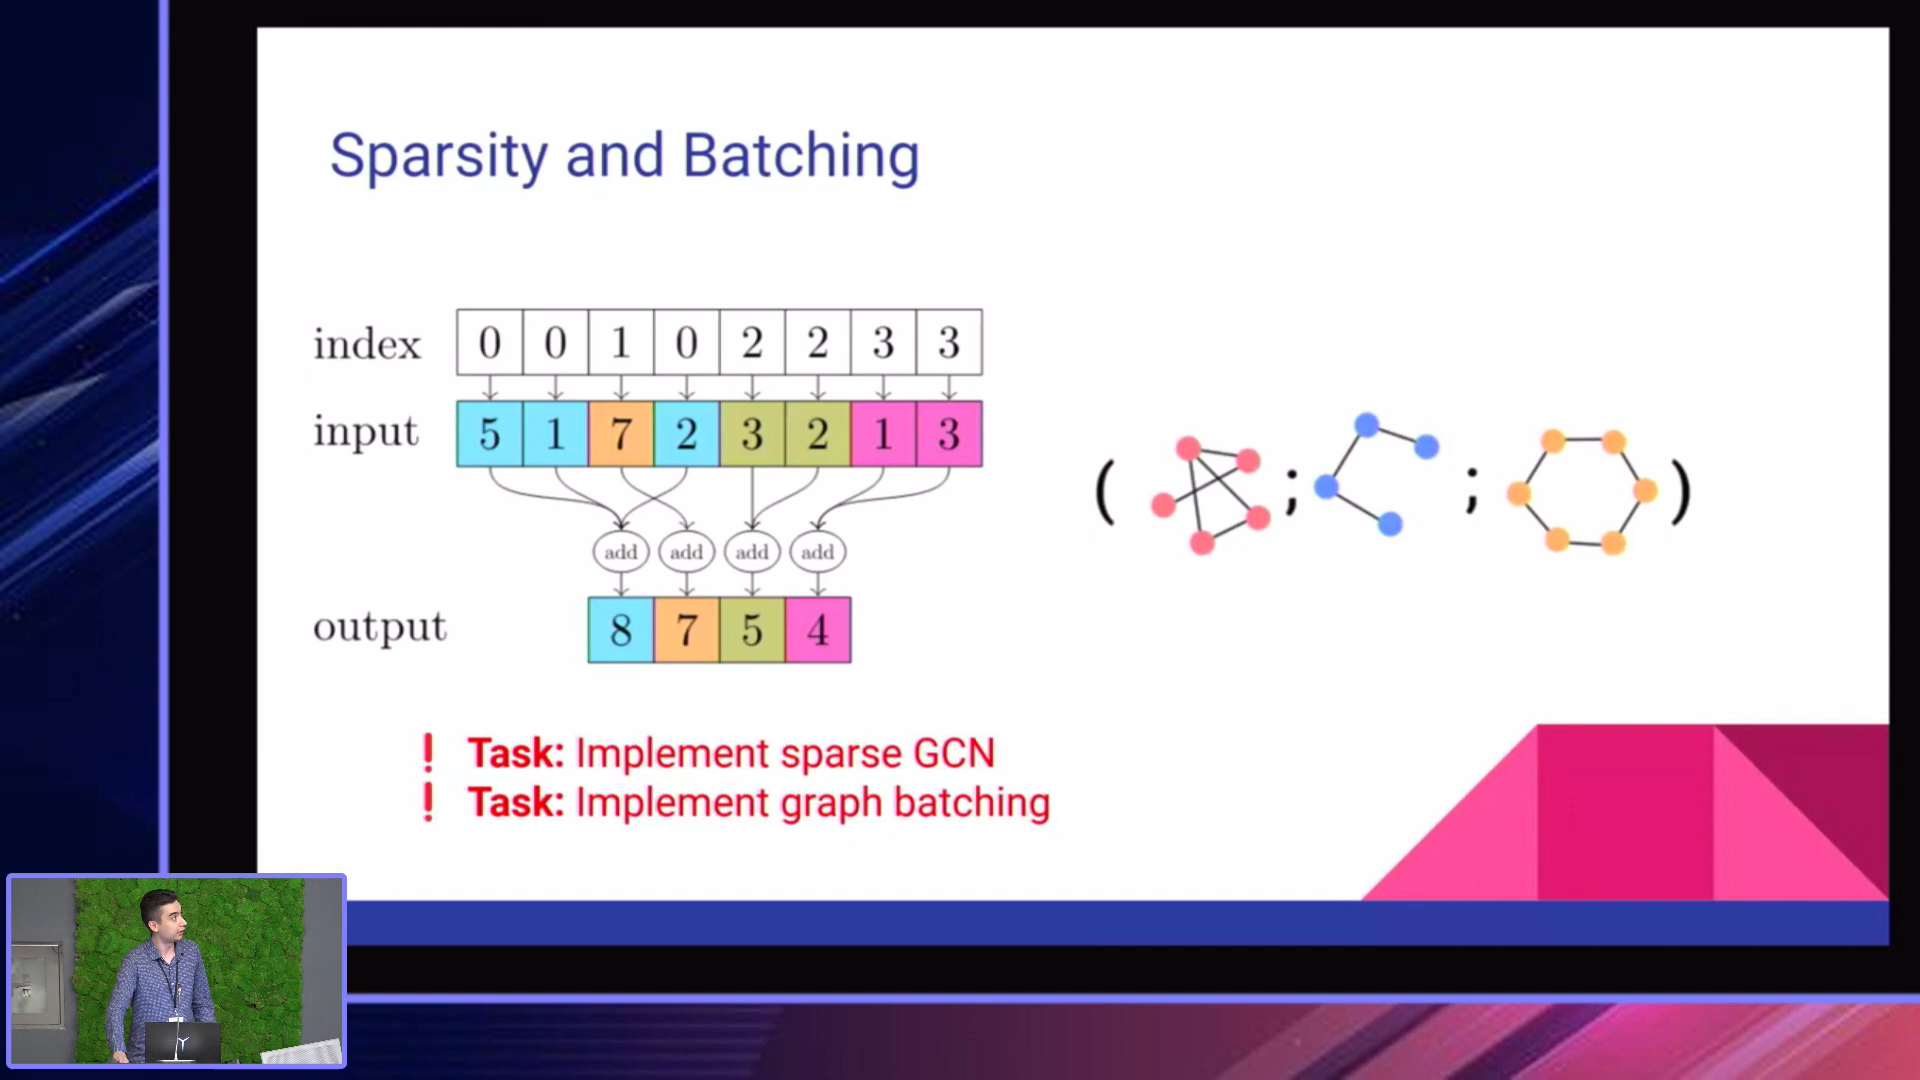 Sparsity and Batching
index 0 0 1 0 2 2 3 3
input 5 1 7 2 3 2 1 3
add add add add
output 8 7 5 4
( ; ; )
! Task: Implement sparse GCN
! Task: Implement graph batching